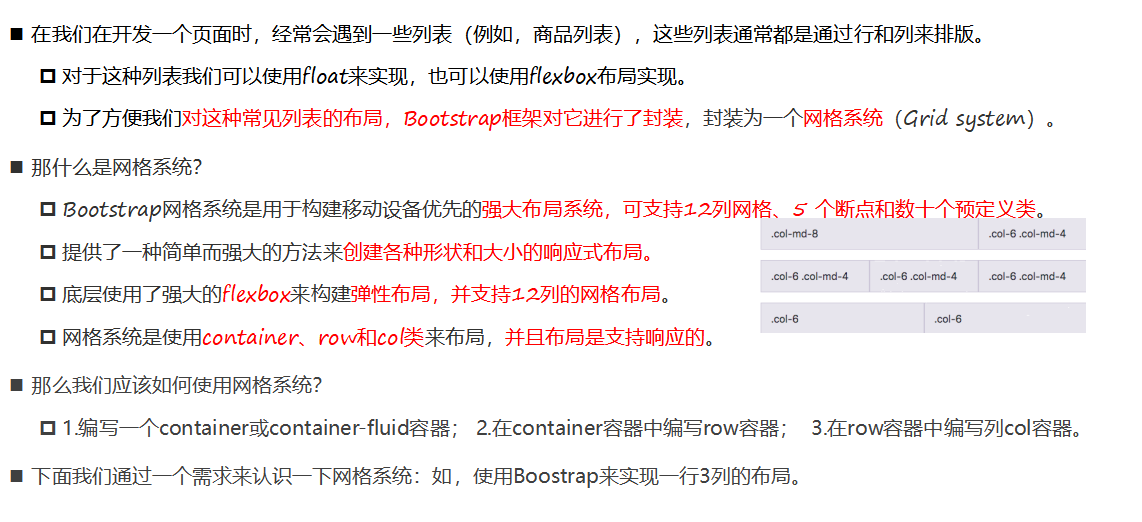 在我们在开发一个页面时，经常会遇到一些列表（例如，商品列表），这些列表通常都是通过行和列来排版。
对于这种列表我们可以使用float来实现，也可以使用flexbox布局实现。
为了方便我们对这种常见列表的布局，Bootstrap框架对它进行了封装，封装为一个网格系统（Grid system）。
那什么是网格系统?
Bootstrap网格系统是用于构建移动设备优先的强大布局系统，可支持12列网格、5 个断点和数十个预定义类。
提供了一种简单而强大的方法来创建各种形状和大小的响应式布局。
底层使用了强大的flexbox来构建弹性布局，并支持12列的网格布局。
网格系统是使用container、row和col类来布局，并且布局是支持响应的。
.col-md-8
.col-6 .col-md-4
.col-6 .col-md-4
.col-6 .col-md-4
.col-6 .col-md-4
.col-6
.col-6
那么我们应该如何使用网格系统?
1.编写一个container或container-fluid容器； 2.在container容器中编写row容器； 3.在row容器中编写列col容器。
下面我们通过一个需求来认识一下网格系统：如，使用Boostrap来实现一行3列的布局。